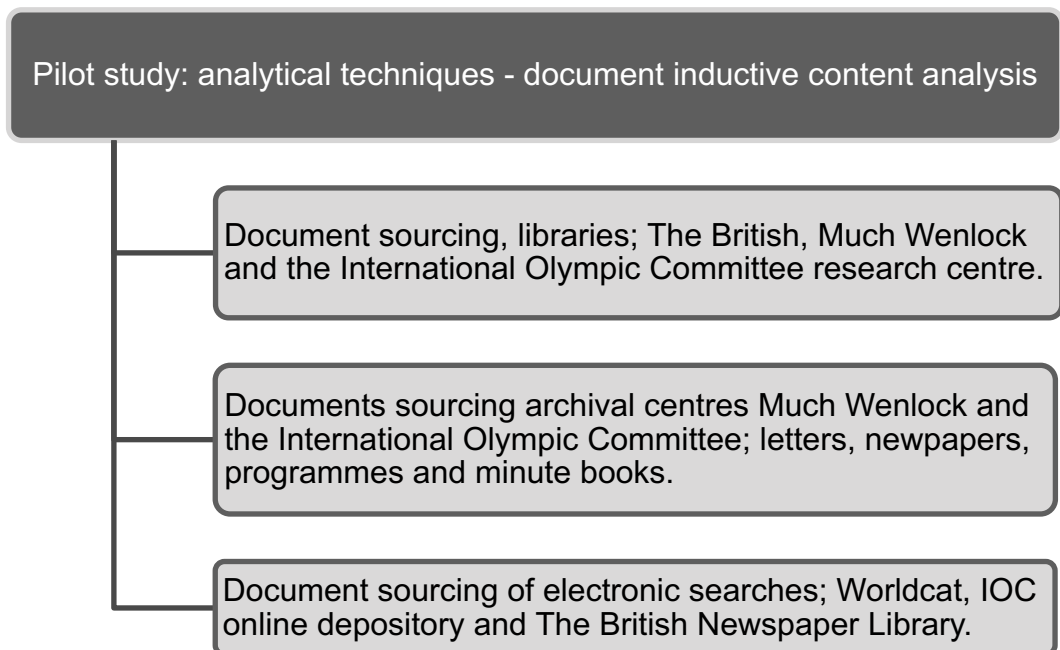 Pilot study: analytical techniques - document inductive content analysis
Document sourcing, libraries; The British, Much Wenlock
and the International Olympic Committee research centre.
Documents sourcing archival centres Much Wenlock and
the International Olympic Committee; letters, newpapers,
programmes and minute books.
Document sourcing of electronic searches; Worldcat, IOC
online depository and The British Newspaper Library.